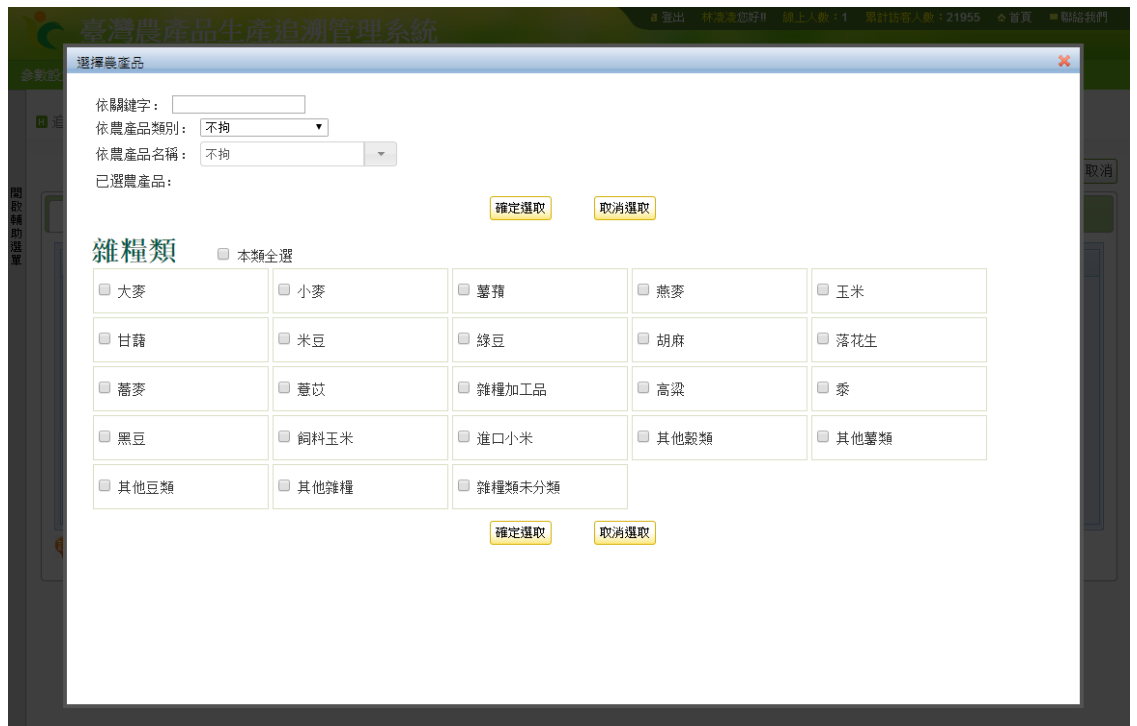 登出 林凌凌您好!! 線上人數：1 累計訪客人數：21955 首頁 聯絡我們
臺灣農產品生產追溯管理系統
選擇農產品
參數設
依關鍵字：
追
依農產品類別： 不拘
依農產品名稱： 不拘
取消
已選農產品：
開啟輔助選單
確定選取 取消選取
雜糧類 本類全選
大麥 小麥 薯蕷 燕麥 玉米
甘藷 米豆 綠豆 胡麻 落花生
蕎麥 薏苡 雜糧加工品 高粱 黍
黑豆 飼料玉米 進口小米 其他穀類 其他薯類
其他豆類 其他雜糧 雜糧類未分類
確定選取 取消選取